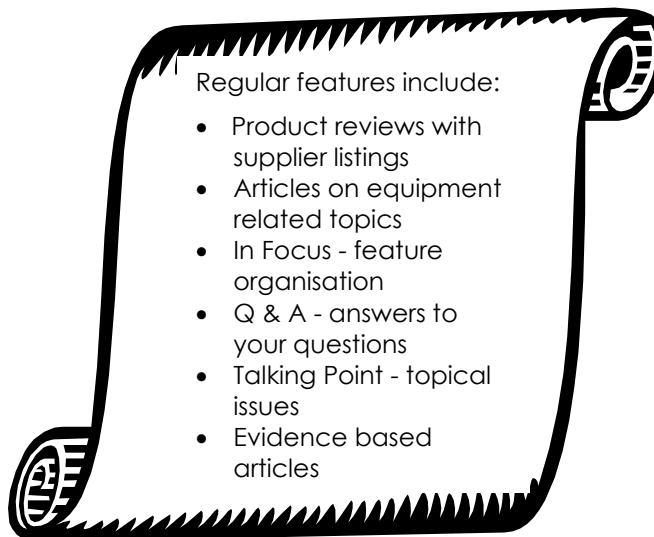 Regular features include:
• Product reviews with
supplier listings
• Articles on equipment
related topics
• In Focus - feature
organisation
• Q & A - answers to
your questions
• Talking Point - topical
issues
• Evidence based
articles